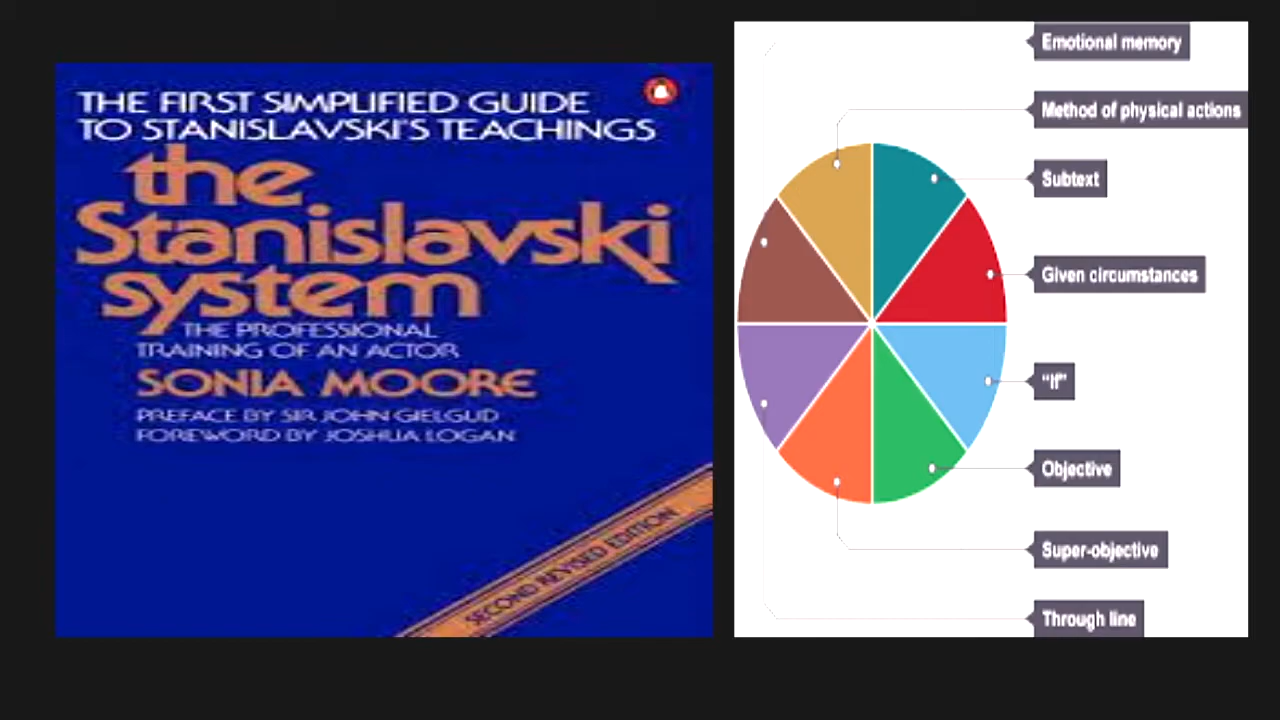 THE FIRST SIMPLIFIED GUIDE
TO STANISLAVSKI'S TEACHINGS
the
Stanislavski
system
THE PROFESSIONAL
TRAINING OF AN ACTOR
SONIA MOORE
PREFACE BY SIR JOHN GIELGUD
FOREWORD BY JOSHUA LOGAN
SECOND REVISED EDITION
Emotional memory
Method of physical actions
Subtext
Given circumstances
“If”
Objective
Super-objective
Through line